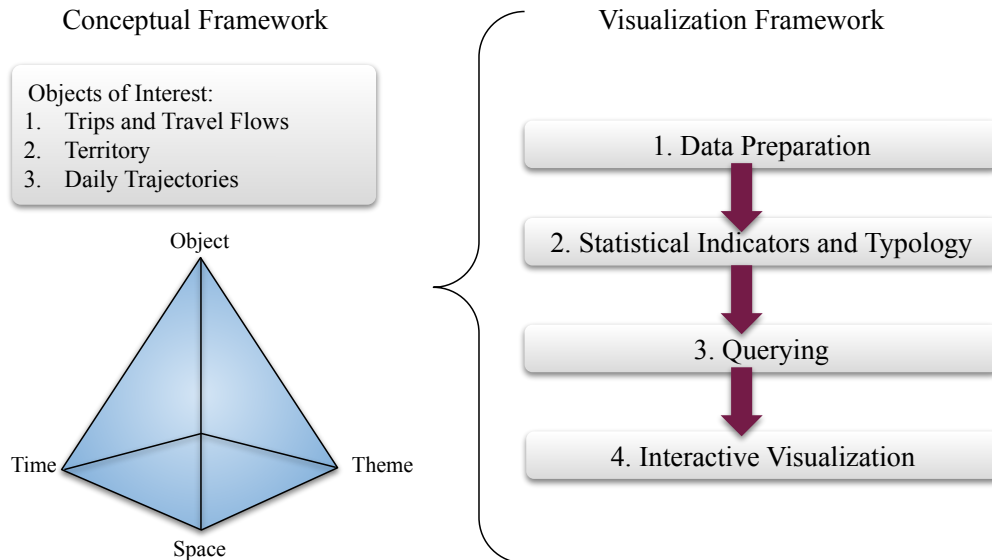 Conceptual Framework
Objects of Interest:
1. Trips and Travel Flows
2. Territory
3. Daily Trajectories
Object
Time
Theme
Space
Visualization Framework
1. Data Preparation
2. Statistical Indicators and Typology
3. Querying
4. Interactive Visualization